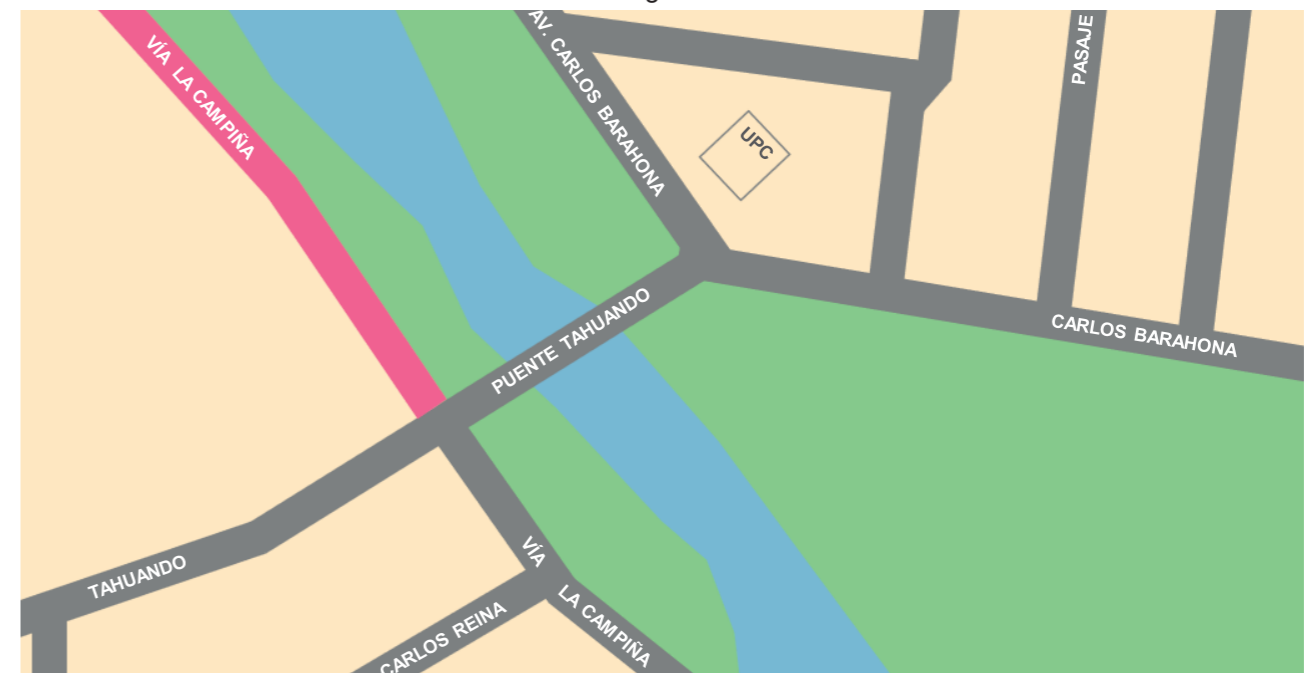 VÍA LA CAMPIÑA
AV. CARLOS BARAHONA
PASAJE
UPC
PUENTE TAHUANDO
CARLOS BARAHONA
TAHUANDO
VÍA LA CAMPIÑA
CARLOS REINA